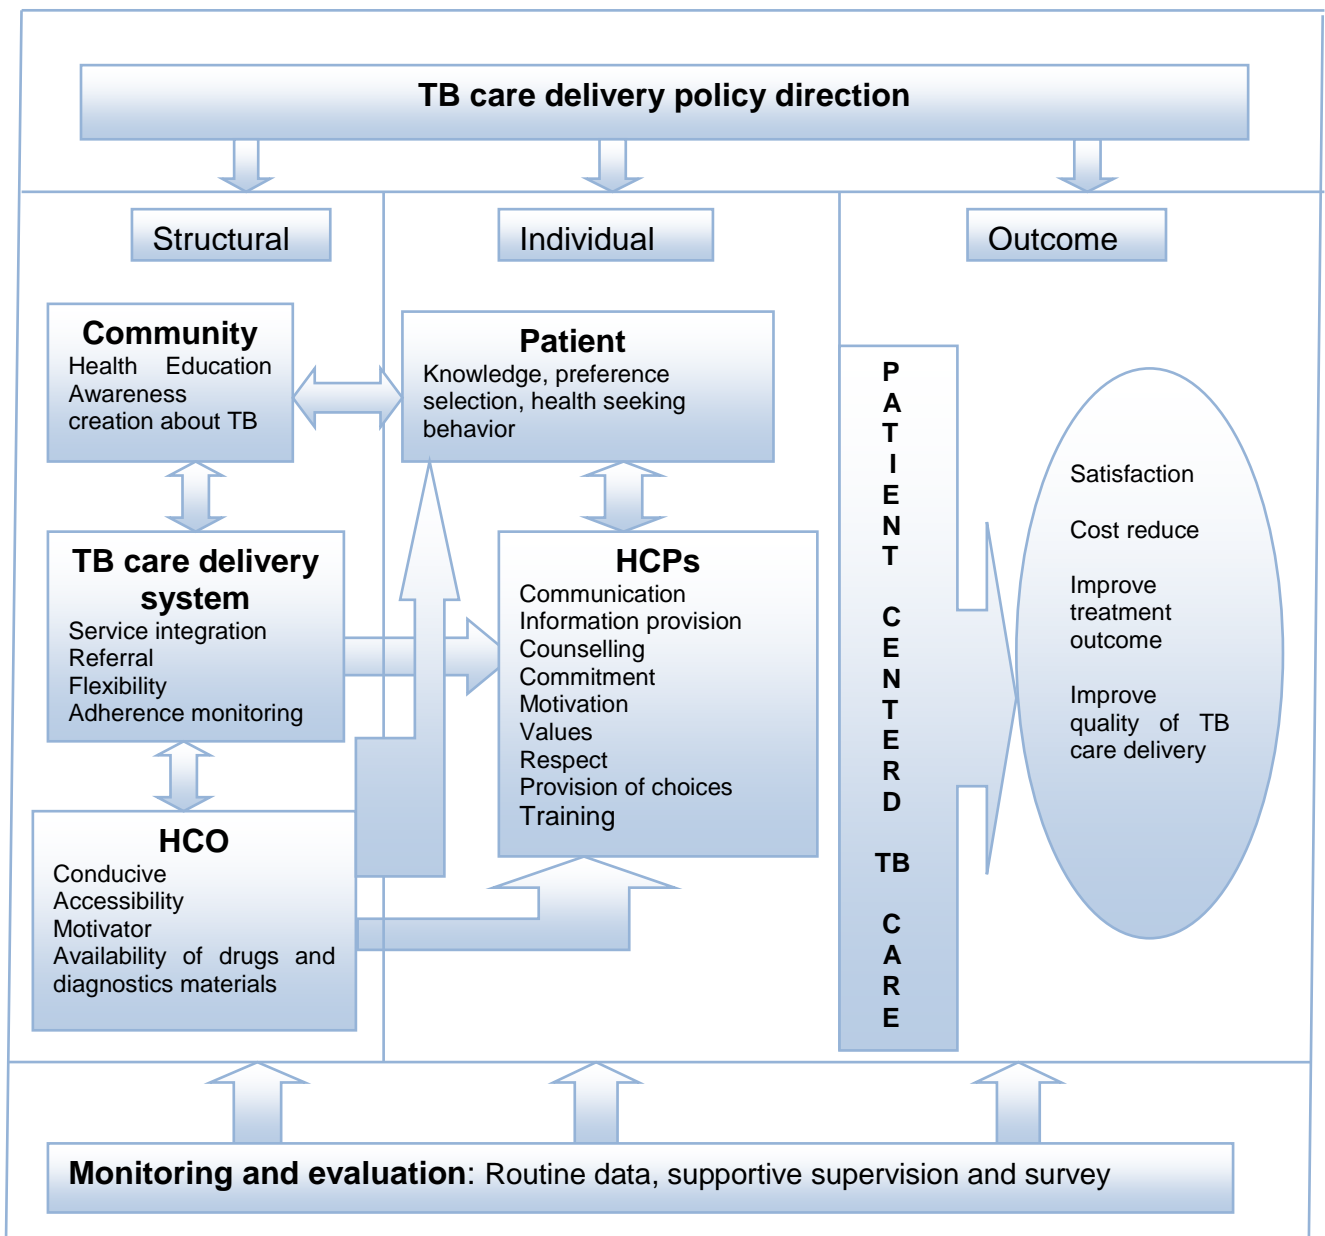 TB care delivery policy direction
Structural
Individual
Outcome
Community
Health Education
Awareness
creation about TB
Patient
Knowledge, preference
selection, health seeking
behavior
TB care delivery
system
Service integration
Referral
Flexibility
Adherence monitoring
HCPs
Communication
Information provision
Counselling
Commitment
Motivation
Values
Respect
Provision of choices
Training
HCO
Conducive
Accessibility
Motivator
Availability of drugs and
diagnostics materials
P
A
T
I
E
N
T
C
E
N
T
E
R
D
TB
C
A
R
E
Satisfaction
Cost reduce
Improve
treatment
outcome
Improve
quality of TB
care delivery
Monitoring and evaluation: Routine data, supportive supervision and survey